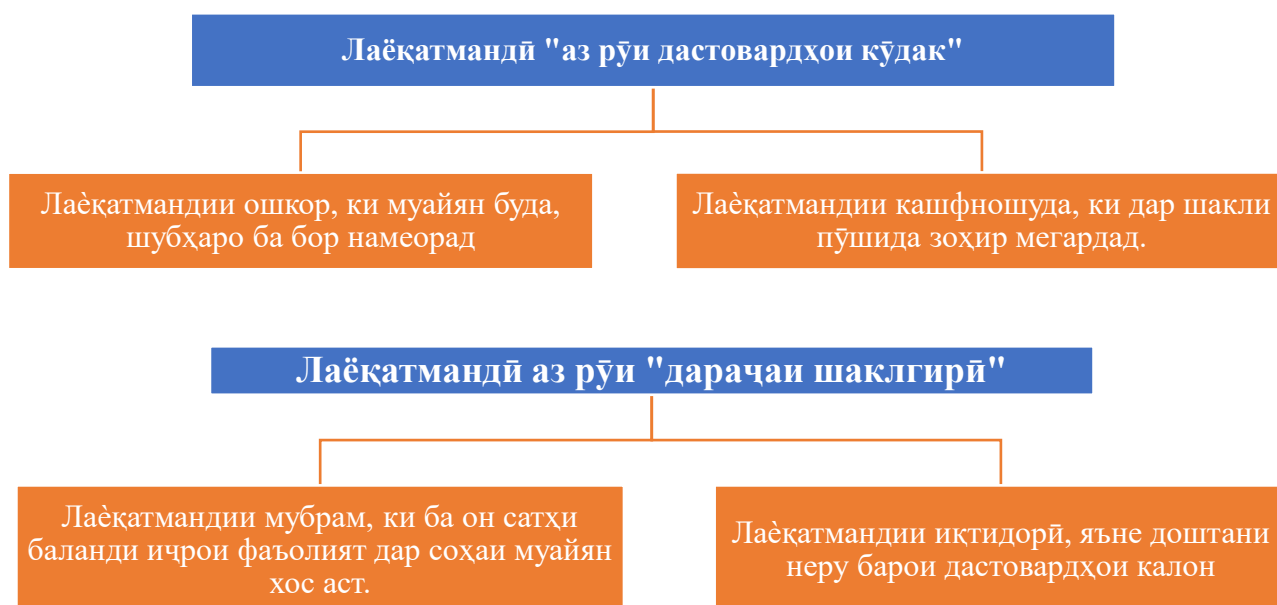 Лаёқатмандӣ "аз рӯи дастовардҳои кӯдак"
Лаѐқатмандии ошкор, ки муайян буда,
шубҳаро ба бор намеорад
Лаѐқатмандии кашфношуда, ки дар шакли
пӯшида зоҳир мегардад.
Лаёқатмандӣ аз рӯи "дараҷаи шаклгирӣ"
Лаѐқатмандии мубрам, ки ба он сатҳи
баланди иҷрои фаъолият дар соҳаи муайян
хос аст.
Лаѐқатмандии иқтидорӣ, яъне доштани
неру барои дастовардҳои калон